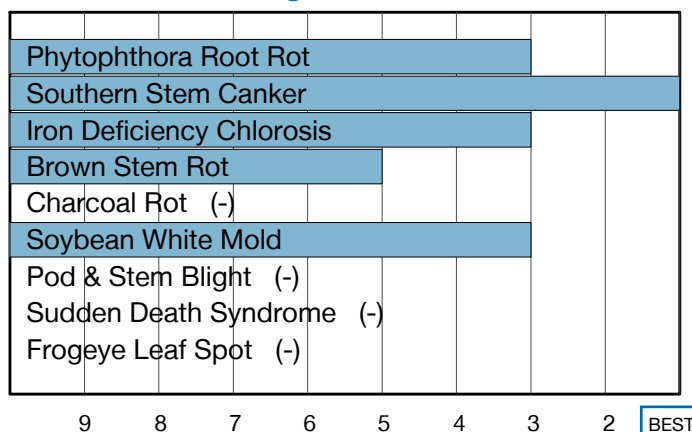 Phytophthora Root Rot
Southern Stem Canker
Iron Deficiency Chlorosis
Brown Stem Rot
Charcoal Rot (-)
Soybean White Mold
Pod & Stem Blight (-)
Sudden Death Syndrome (-)
Frogeye Leaf Spot (-)
9 8 7 6 5 4 3 2 BEST